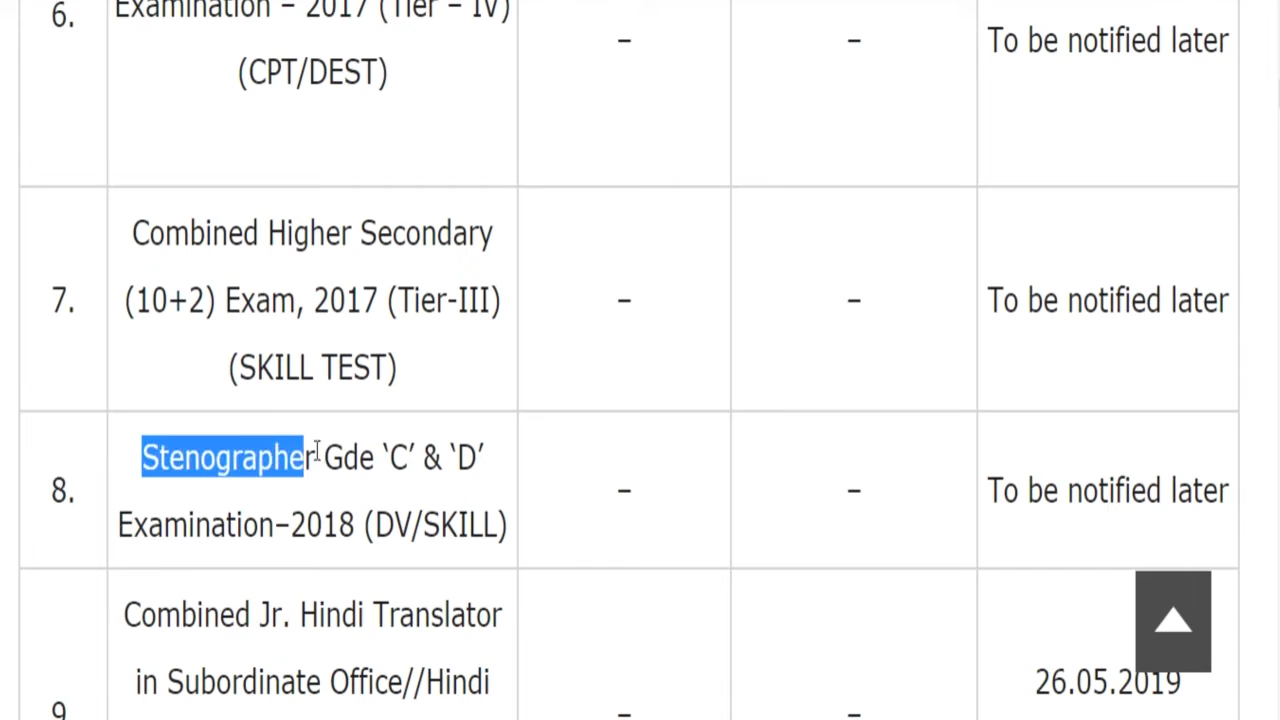 6.
Examination – 2017 (Tier – IV)
(CPT/DEST)
–
–
To be notified later
7.
Combined Higher Secondary
(10+2) Exam, 2017 (Tier-III)
(SKILL TEST)
–
–
To be notified later
8.
Stenographer Gde ‘C’ & ‘D’
Examination–2018 (DV/SKILL)
–
–
To be notified later
9
Combined Jr. Hindi Translator
in Subordinate Office//Hindi
–
–
26.05.2019